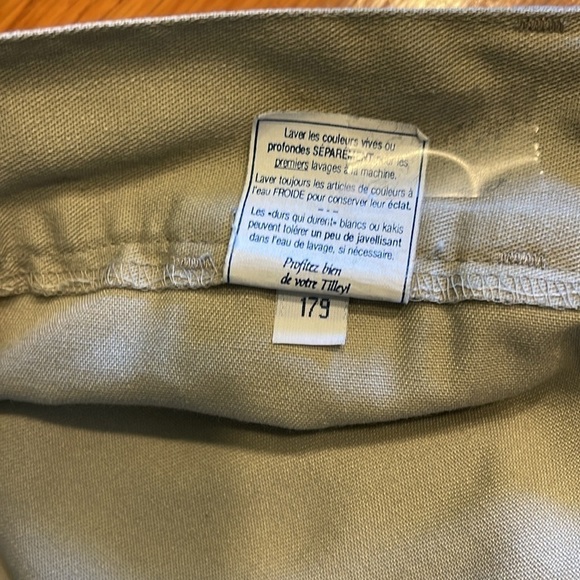 Laver les couleurs vives ou
profondes SÉPARÉMENT pour les
premiers lavages à la machine.
Laver toujours les articles de couleurs à
l'eau FROIDE pour conserver leur éclat.
---
Les «durs qui durent» blancs ou kakis
peuvent tolérer un peu de javellisant
dans l'eau de lavage, si nécessaire.
Profitez bien
de votre Tilley!
179